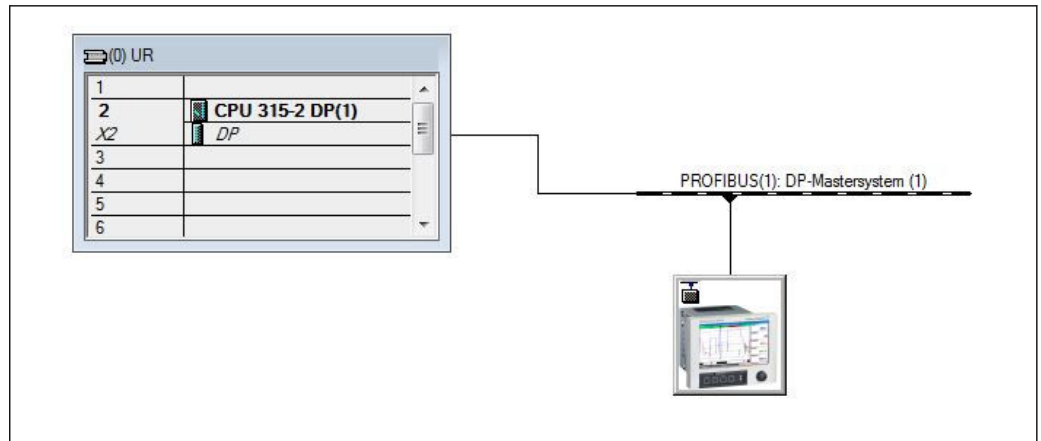 (0) UR
1
2 CPU 315-2 DP(1)
X2 DP
3
4
5
6
PROFIBUS(1): DP-Mastersystem (1)